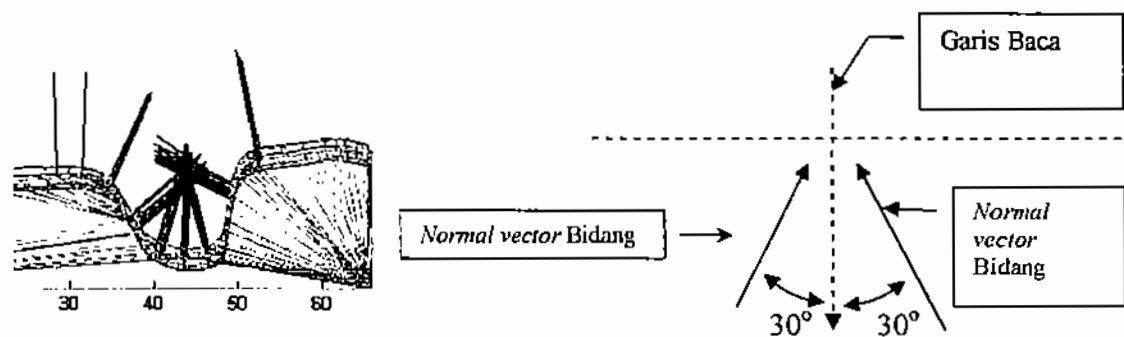 Garis Baca
Normal vector Bidang
Normal
vector
Bidang
30° 30°
30 40 50 60